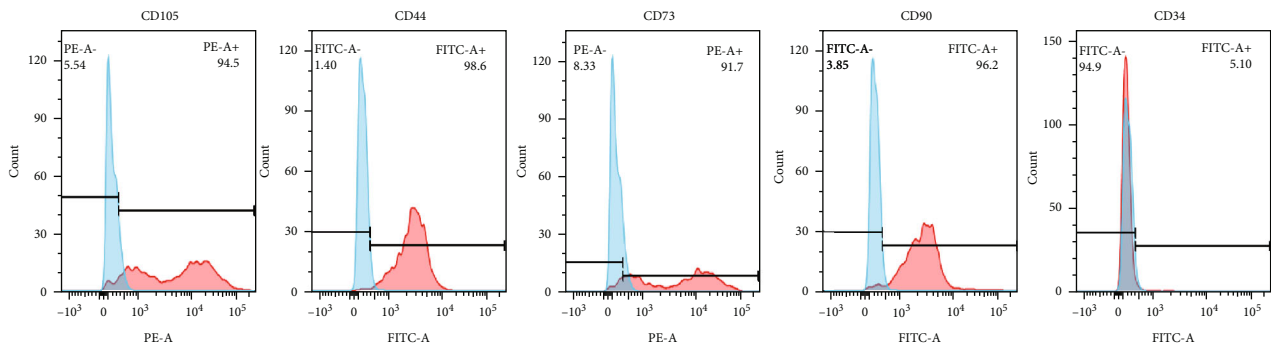 CD105
PE-A-
5.54
PE-A+
94.5
120
90
60
30
0
Count
−10³ 0 10³ 10⁴ 10⁵
PE-A
CD44
FITC-A-
1.40
FITC-A+
98.6
120
90
60
30
0
Count
−10³ 0 10³ 10⁴ 10⁵
FITC-A
CD73
PE-A-
8.33
PE-A+
91.7
120
90
60
30
0
Count
−10³ 0 10³ 10⁴ 10⁵
PE-A
CD90
FITC-A-
3.85
FITC-A+
96.2
120
90
60
30
0
Count
−10³ 0 10³ 10⁴ 10⁵
FITC-A
CD34
FITC-A-
94.9
FITC-A+
5.10
150
100
50
0
Count
−10³ 0 10³ 10⁴ 10⁵
FITC-A